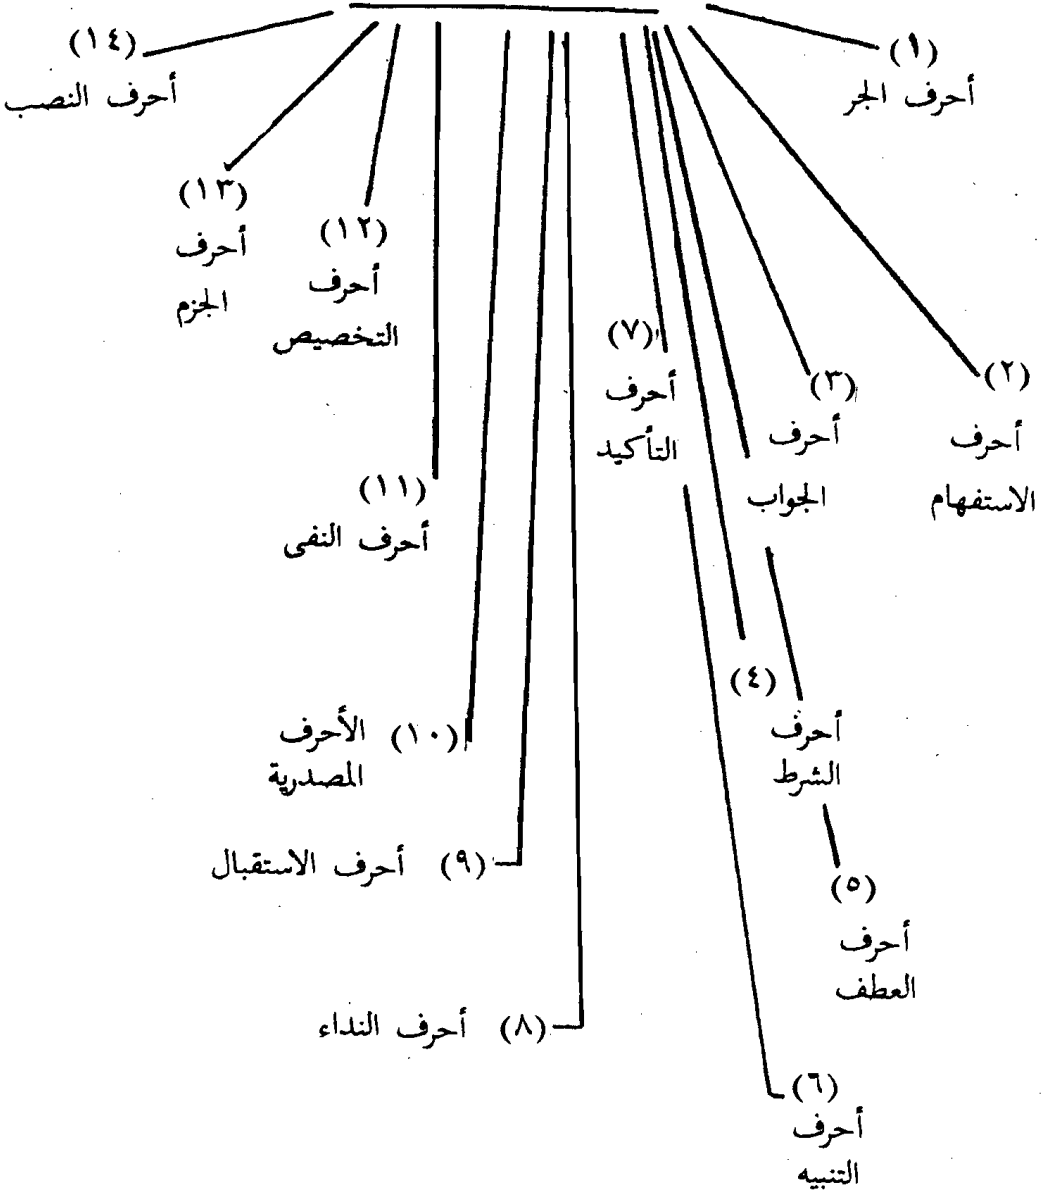 (١)
أحرف الجر
(٢)
أحرف
الاستفهام
(٣)
أحرف
الجواب
(٤)
أحرف
الشرط
(٥)
أحرف
العطف
(٦)
أحرف
التنبيه
(٧)
أحرف
التأكيد
(٨) أحرف النداء
(٩) أحرف الاستقبال
(١٠) الأحرف
المصدرية
(١١)
أحرف النفى
(١٢)
أحرف
التخصيص
(١٣)
أحرف
الجزم
(١٤)
أحرف النصب